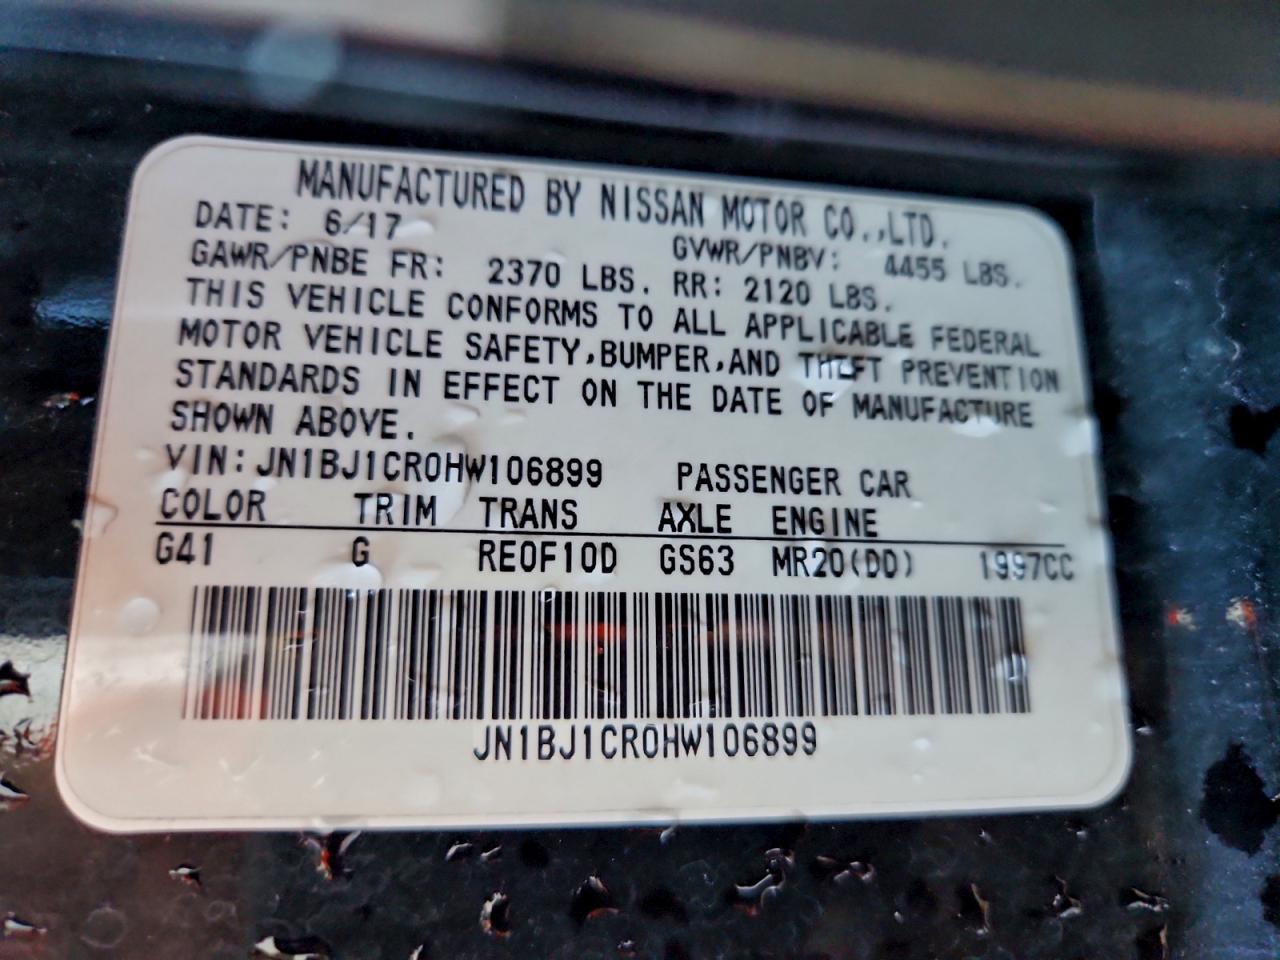 MANUFACTURED BY NISSAN MOTOR CO.,LTD.
DATE: 6/17 GVWR/PNBV: 4455 LBS.
GAWR/PNBE FR: 2370 LBS. RR: 2120 LBS.
THIS VEHICLE CONFORMS TO ALL APPLICABLE FEDERAL
MOTOR VEHICLE SAFETY,BUMPER,AND THEFT PREVENTION
STANDARDS IN EFFECT ON THE DATE OF MANUFACTURE
SHOWN ABOVE.
VIN:JN1BJ1CR0HW106899 PASSENGER CAR
COLOR TRIM TRANS AXLE ENGINE
G41 G RE0F10D GS63 MR20(DD) 1997CC
JN1BJ1CR0HW106899